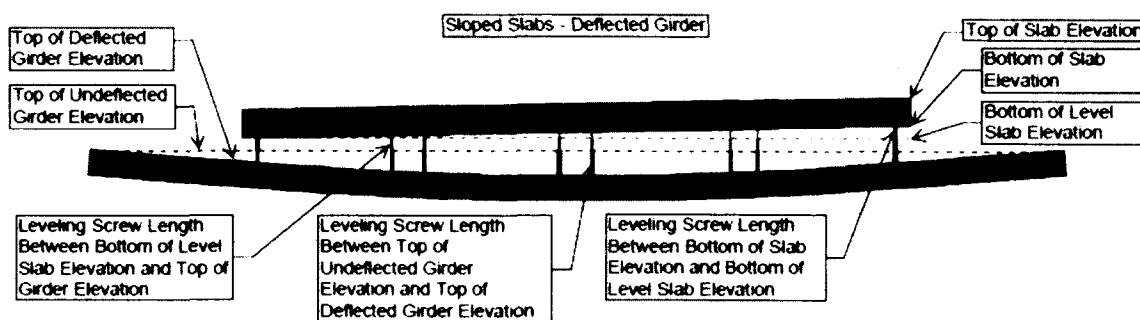 Sloped Slabs - Deflected Girder
Top of Deflected
Girder Elevation
Top of Undeflected
Girder Elevation
Top of Slab Elevation
Bottom of Slab
Elevation
Bottom of Level
Slab Elevation
Leveling Screw Length
Between Bottom of Level
Slab Elevation and Top of
Girder Elevation
Leveling Screw Length
Between Top of
Undeflected Girder
Elevation and Top of
Deflected Girder Elevation
Leveling Screw Length
Between Bottom of Slab
Elevation and Bottom of
Level Slab Elevation